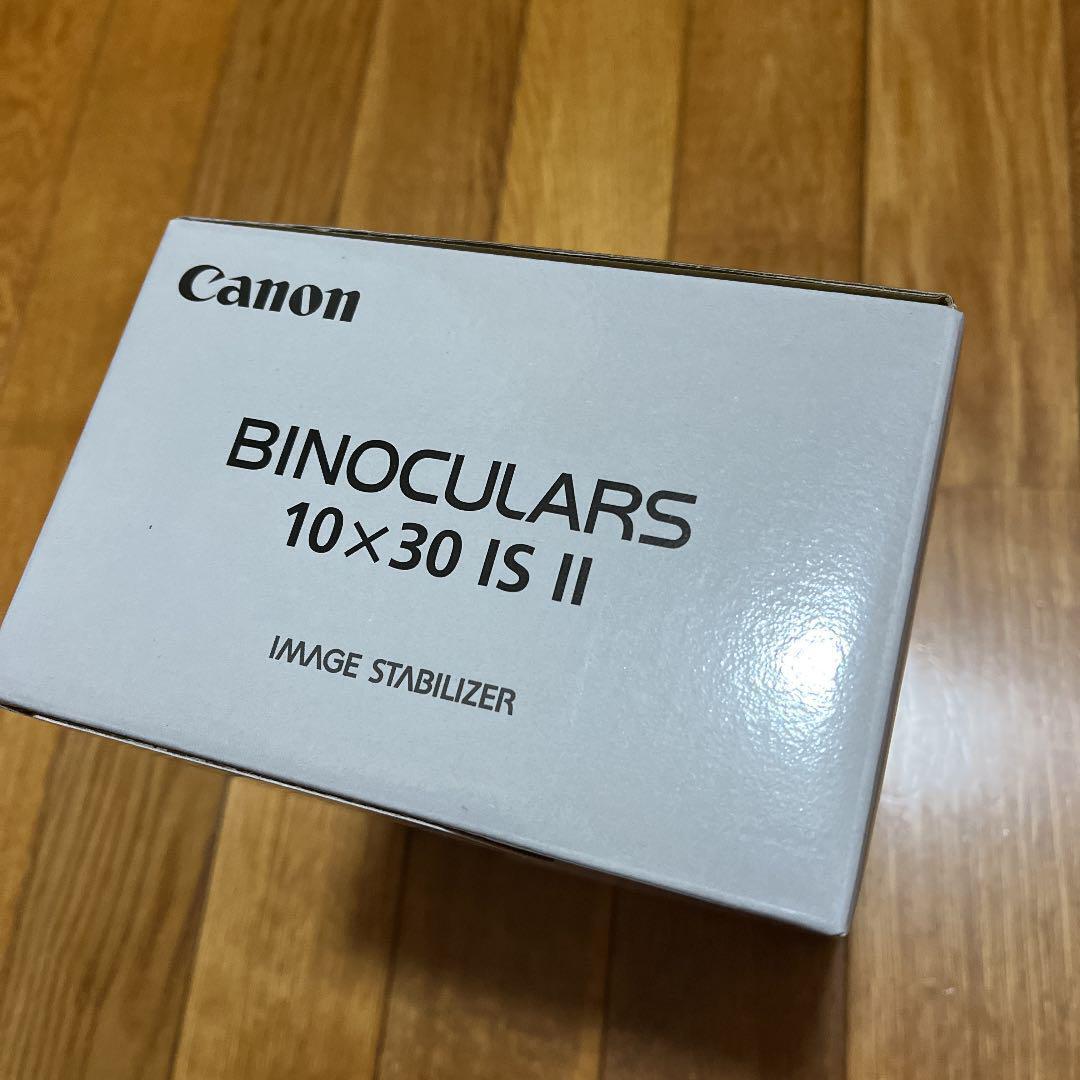 Canon
BINOCULARS
10×30 IS II
IMAGE STABILIZER